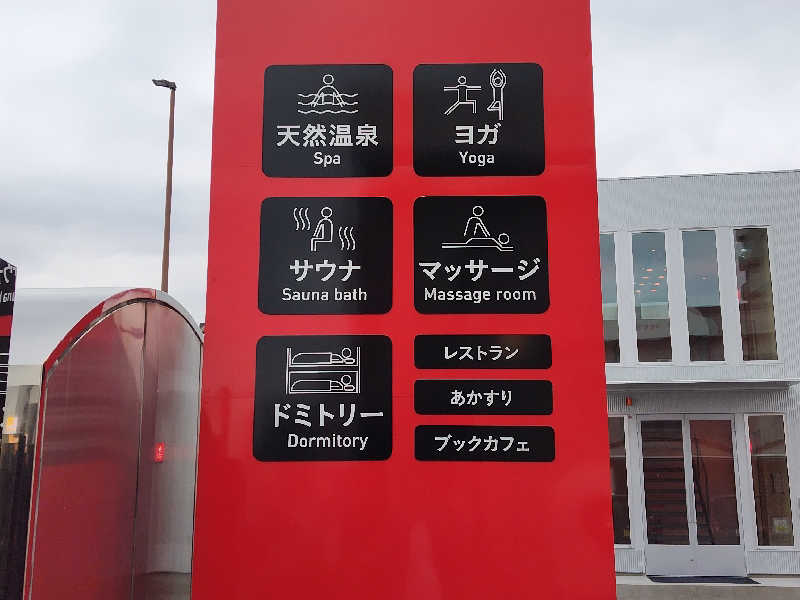 天然温泉
Spa
ヨガ
Yoga
サウナ
Sauna bath
マッサージ
Massage room
ドミトリー
Dormitory
レストラン
あかすり
ブックカフェ